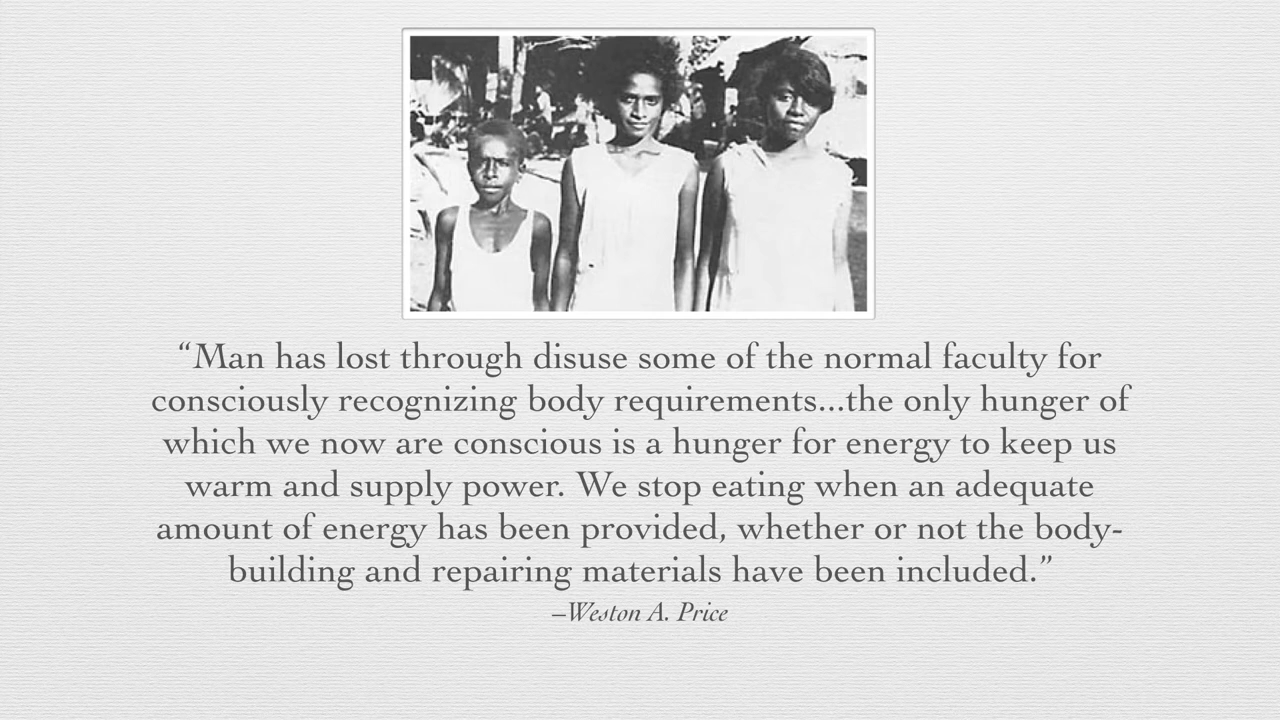 “Man has lost through disuse some of the normal faculty for
consciously recognizing body requirements...the only hunger of
which we now are conscious is a hunger for energy to keep us
warm and supply power. We stop eating when an adequate
amount of energy has been provided, whether or not the body-
building and repairing materials have been included.”
–Weston A. Price